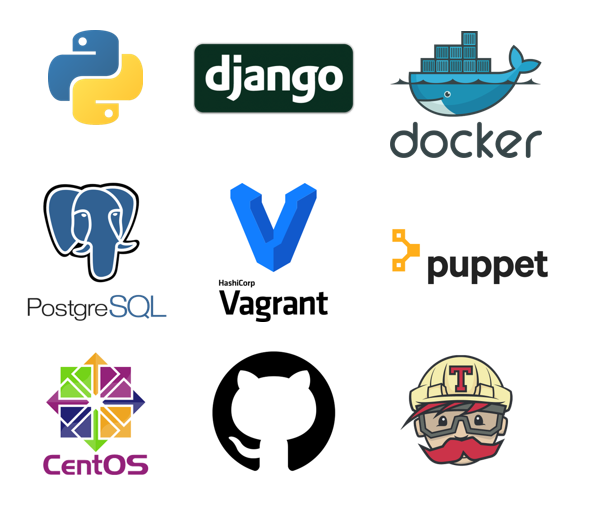 django
docker
PostgreSQL
HashiCorp
Vagrant
puppet
T
CentOS